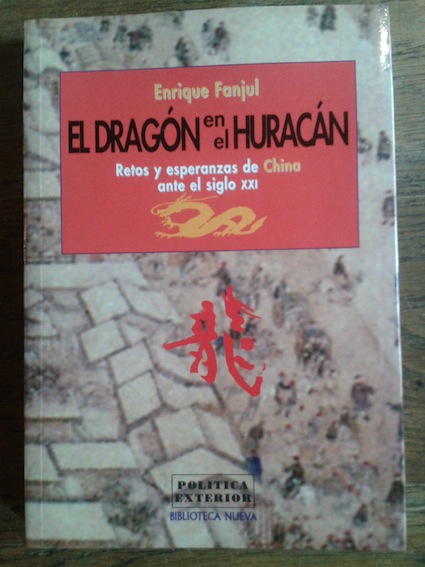 Enrique Fanjul
EL DRAGÓN en el HURACÁN
Retos y esperanzas de China
ante el siglo XXI
龍
POLITICA
EXTERIOR
BIBLIOTECA NUEVA